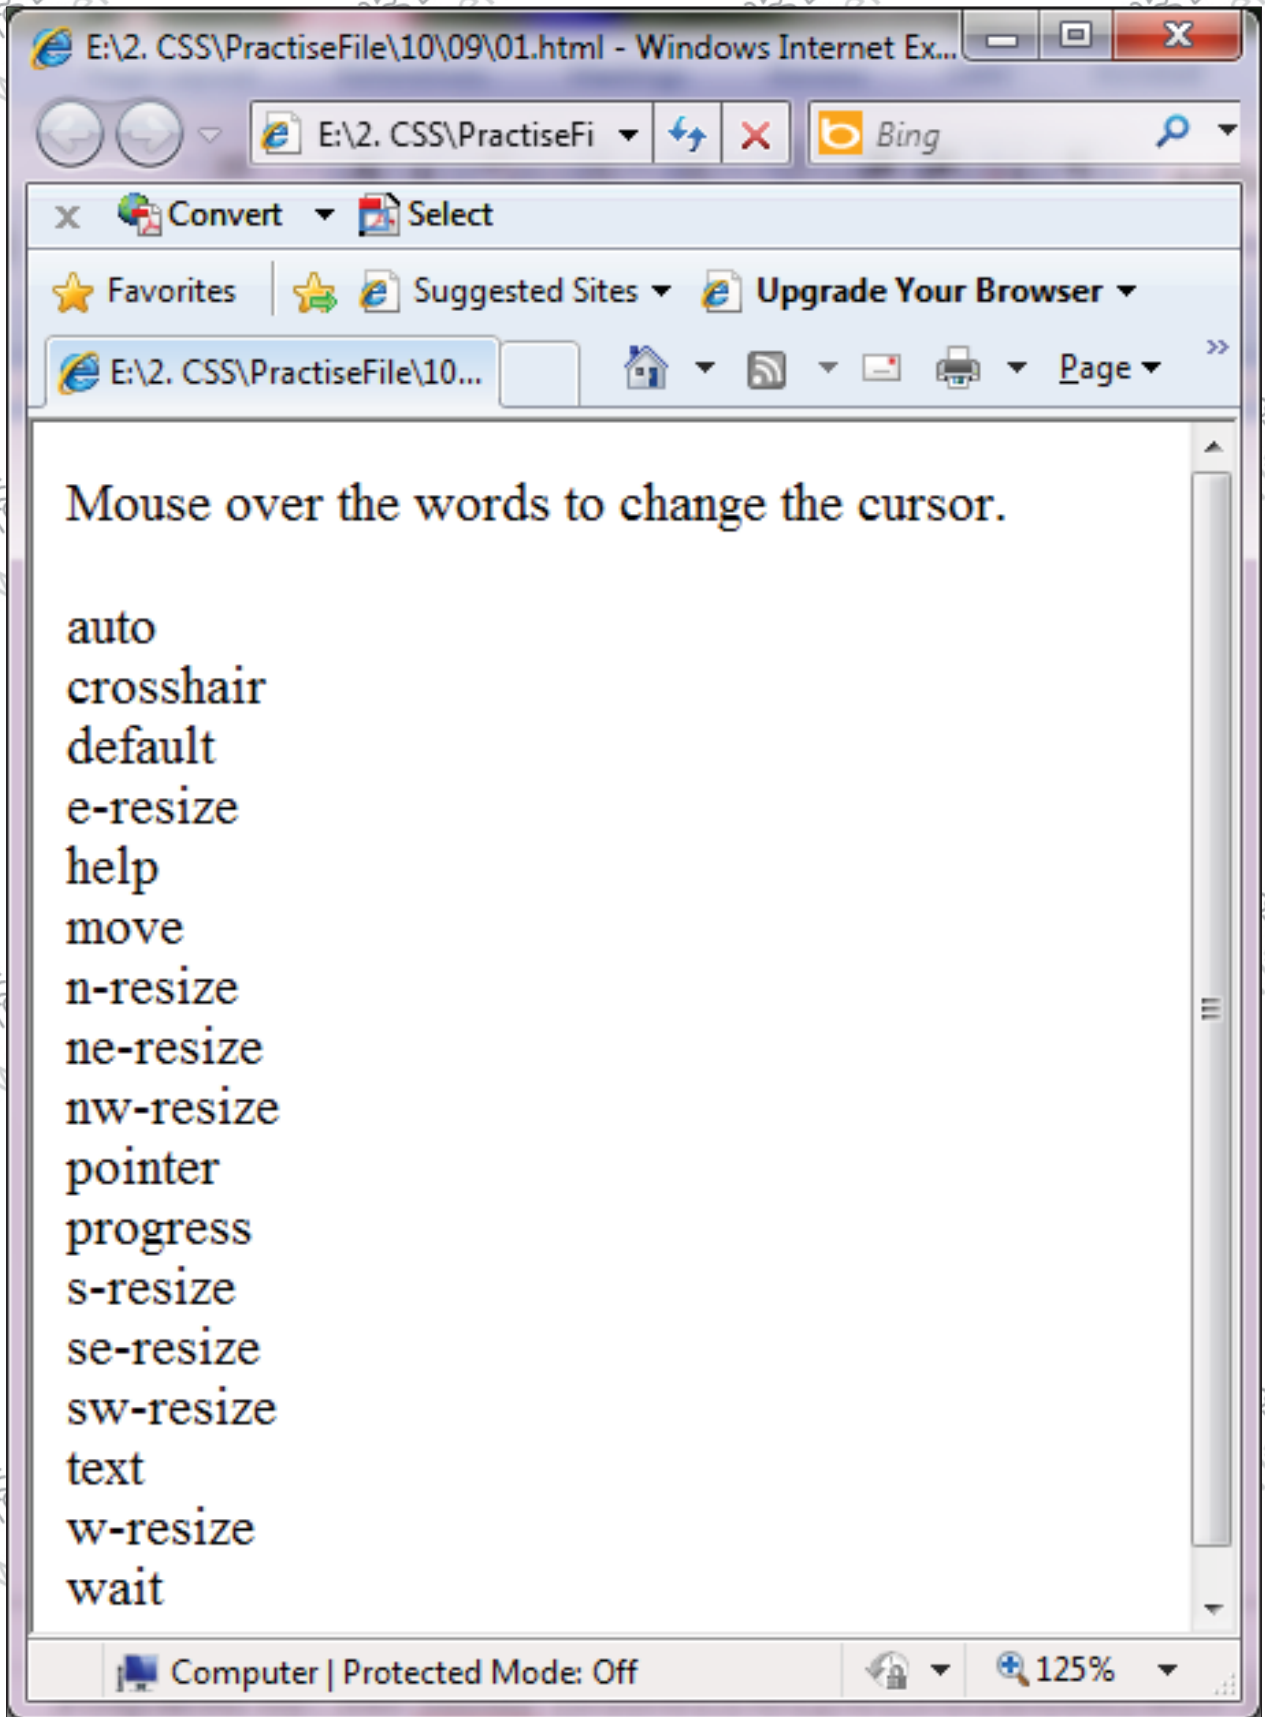 E:\2. CSS\PractiseFile\10\09\01.html - Windows Internet Ex...
E:\2. CSS\PractiseFi
Bing
x Convert Select
Favorites Suggested Sites Upgrade Your Browser
E:\2. CSS\PractiseFile\10... Page »
Mouse over the words to change the cursor.
auto
crosshair
default
e-resize
help
move
n-resize
ne-resize
nw-resize
pointer
progress
s-resize
se-resize
sw-resize
text
w-resize
wait
Computer | Protected Mode: Off 125%